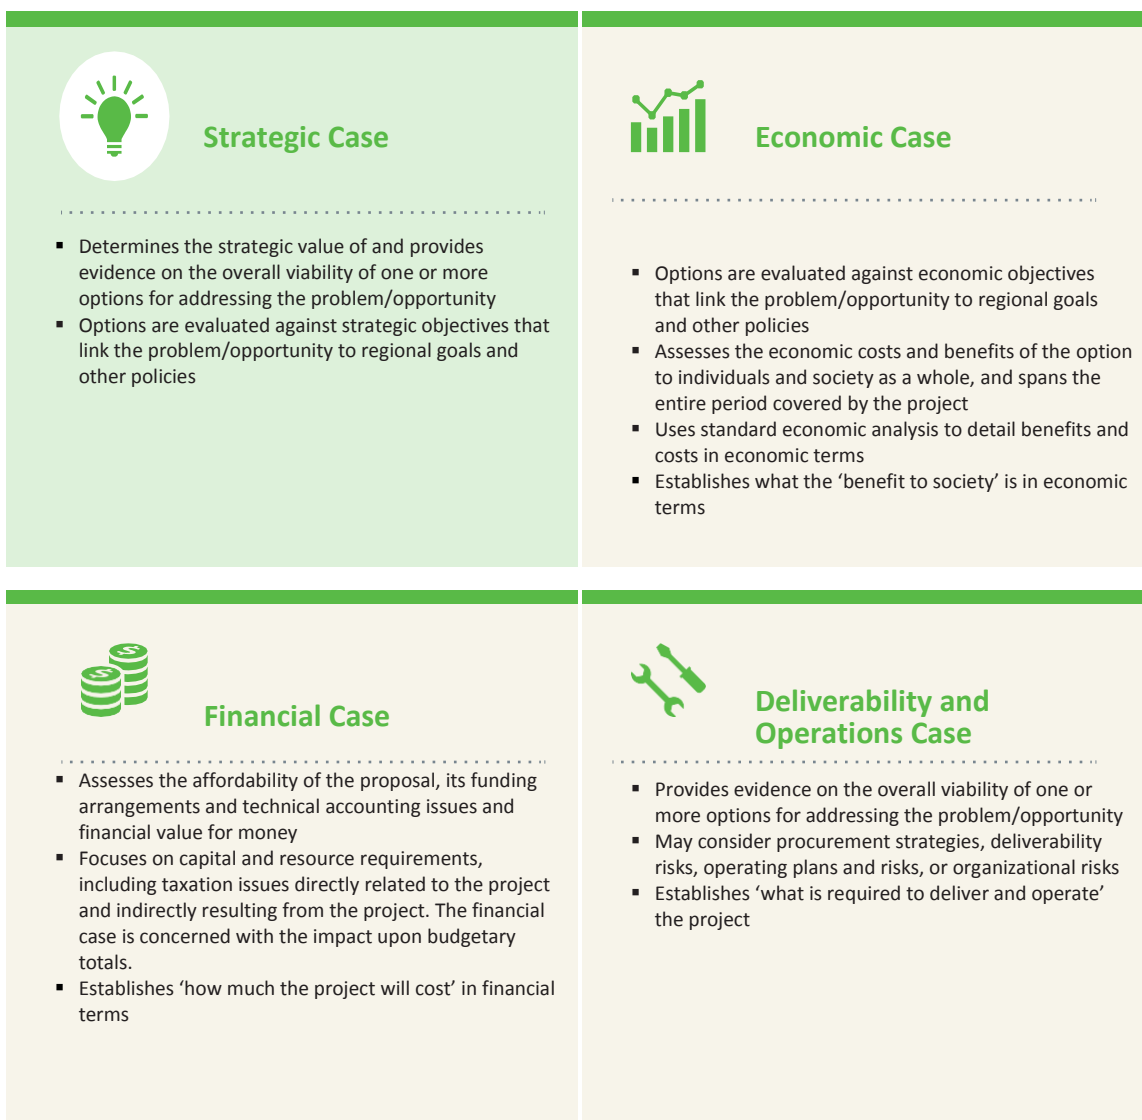 Strategic Case
▪ Determines the strategic value of and provides
evidence on the overall viability of one or more
options for addressing the problem/opportunity
▪ Options are evaluated against strategic objectives that
link the problem/opportunity to regional goals and
other policies
Economic Case
▪ Options are evaluated against economic objectives
that link the problem/opportunity to regional goals
and other policies
▪ Assesses the economic costs and benefits of the option
to individuals and society as a whole, and spans the
entire period covered by the project
▪ Uses standard economic analysis to detail benefits and
costs in economic terms
▪ Establishes what the ‘benefit to society’ is in economic
terms
Financial Case
▪ Assesses the affordability of the proposal, its funding
arrangements and technical accounting issues and
financial value for money
▪ Focuses on capital and resource requirements,
including taxation issues directly related to the project
and indirectly resulting from the project. The financial
case is concerned with the impact upon budgetary
totals.
▪ Establishes ‘how much the project will cost’ in financial
terms
Deliverability and
Operations Case
▪ Provides evidence on the overall viability of one or
more options for addressing the problem/opportunity
▪ May consider procurement strategies, deliverability
risks, operating plans and risks, or organizational risks
▪ Establishes ‘what is required to deliver and operate’
the project